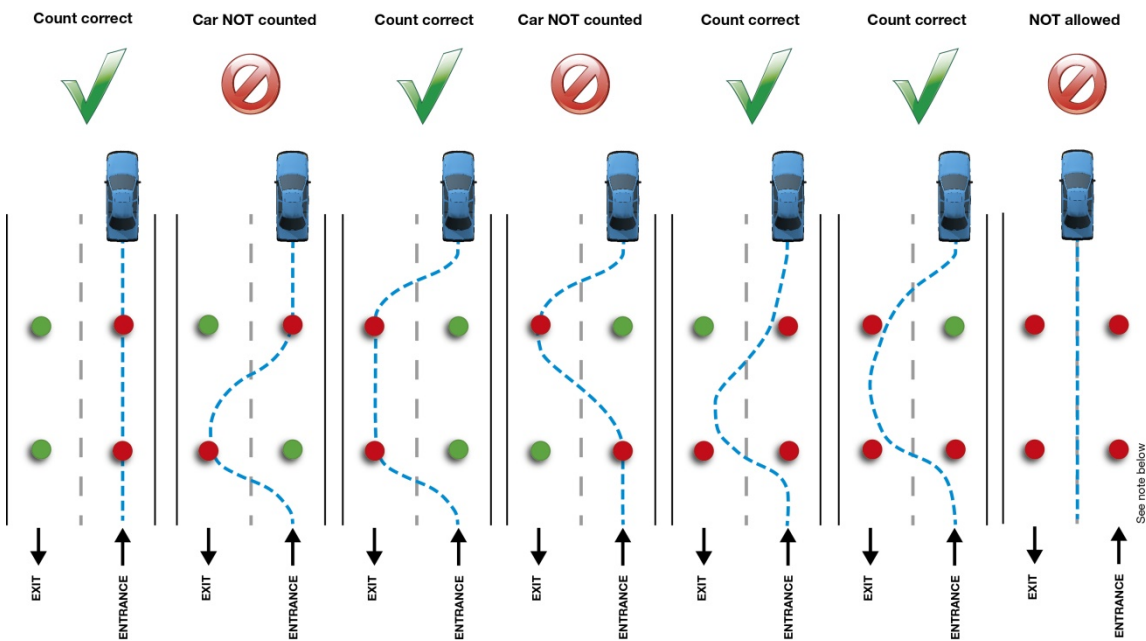 Count correct
Car NOT counted
Count correct
Car NOT counted
Count correct
Count correct
NOT allowed
See note below
EXIT
ENTRANCE
EXIT
ENTRANCE
EXIT
ENTRANCE
EXIT
ENTRANCE
EXIT
ENTRANCE
EXIT
ENTRANCE
EXIT
ENTRANCE